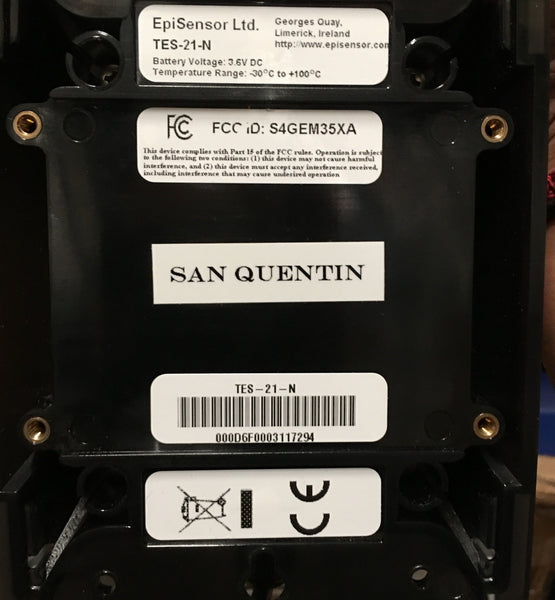 EpiSensor Ltd.
Georges Quay,
Limerick, Ireland
TES-21-N
http://www.episensor.com
Battery Voltage: 3.6V DC
Temperature Range: -30°C to +100°C
FC FCC ID: S4GEM35XA
This device complies with Part 15 of the FCC rules. Operation is subject
to the following two conditions: (1) this device may not cause harmful
interference, and (2) this device must accept any interference received,
including interference that may cause undesired operation
SAN QUENTIN
TES-21-N
000D6F0003117294
CE